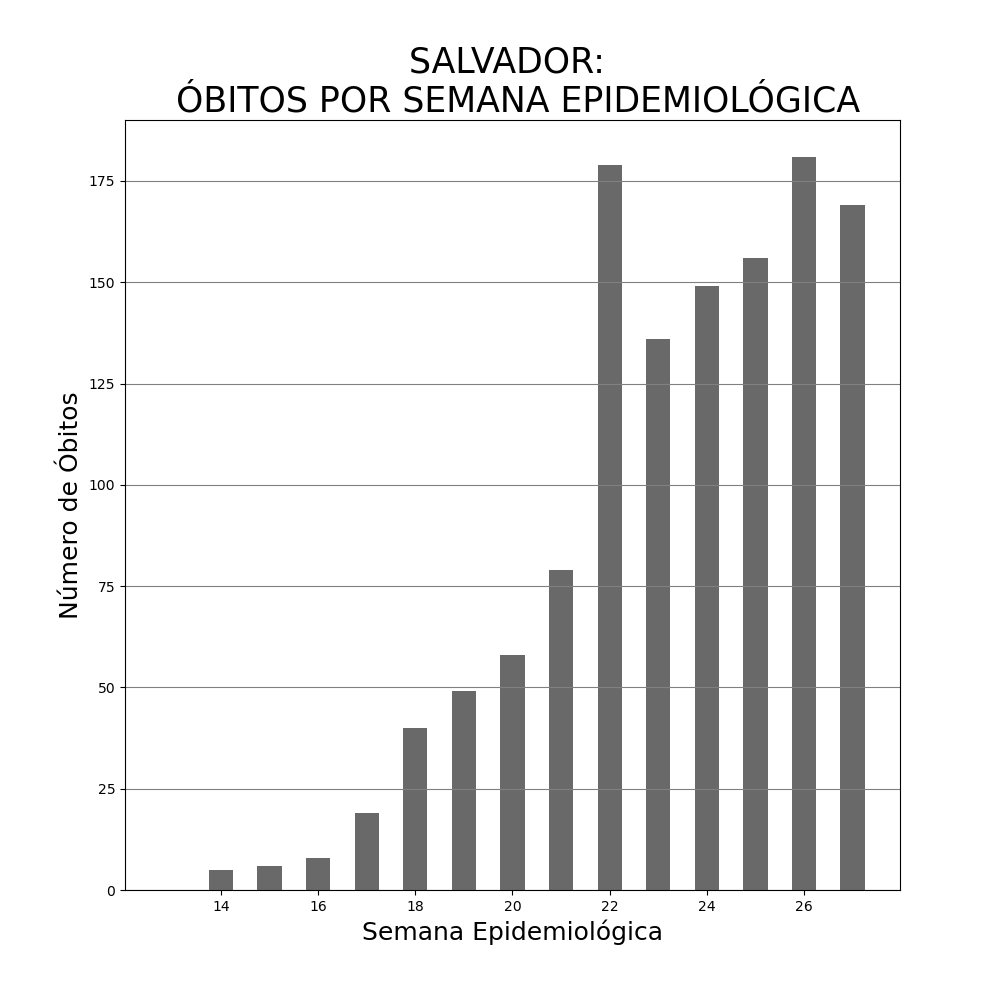 SALVADOR:
ÓBITOS POR SEMANA EPIDEMIOLÓGICA
175
150
125
100
75
50
25
0
Número de Óbitos
14 16 18 20 22 24 26
Semana Epidemiológica